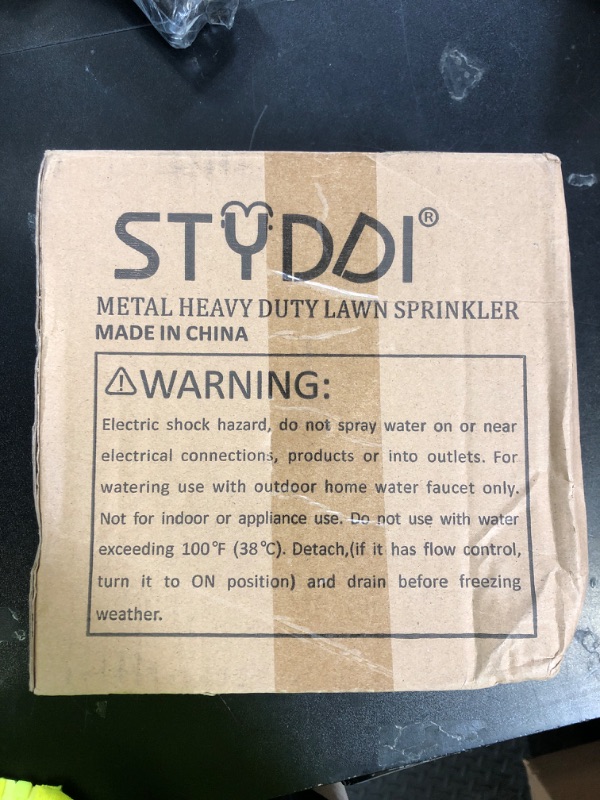 STYDDI®
METAL HEAVY DUTY LAWN SPRINKLER
MADE IN CHINA
⚠WARNING:
Electric shock hazard, do not spray water on or near
electrical connections, products or into outlets. For
watering use with outdoor home water faucet only.
Not for indoor or appliance use. Do not use with water
exceeding 100°F (38℃). Detach,(if it has flow control,
turn it to ON position) and drain before freezing
weather.